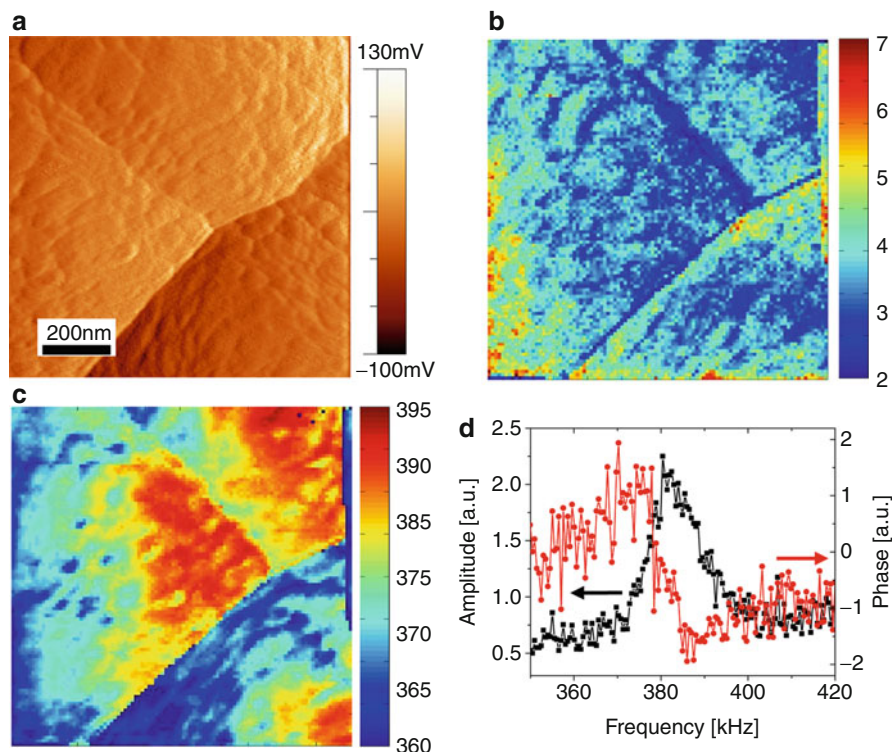 a
130mV
200nm
−100mV
b
7
6
5
4
3
2
c
395
390
385
380
375
370
365
360
d
2.5
2.0
1.5
1.0
0.5
Amplitude [a.u.]
2
1
0
−1
−2
Phase [a.u.]
360 380 400 420
Frequency [kHz]